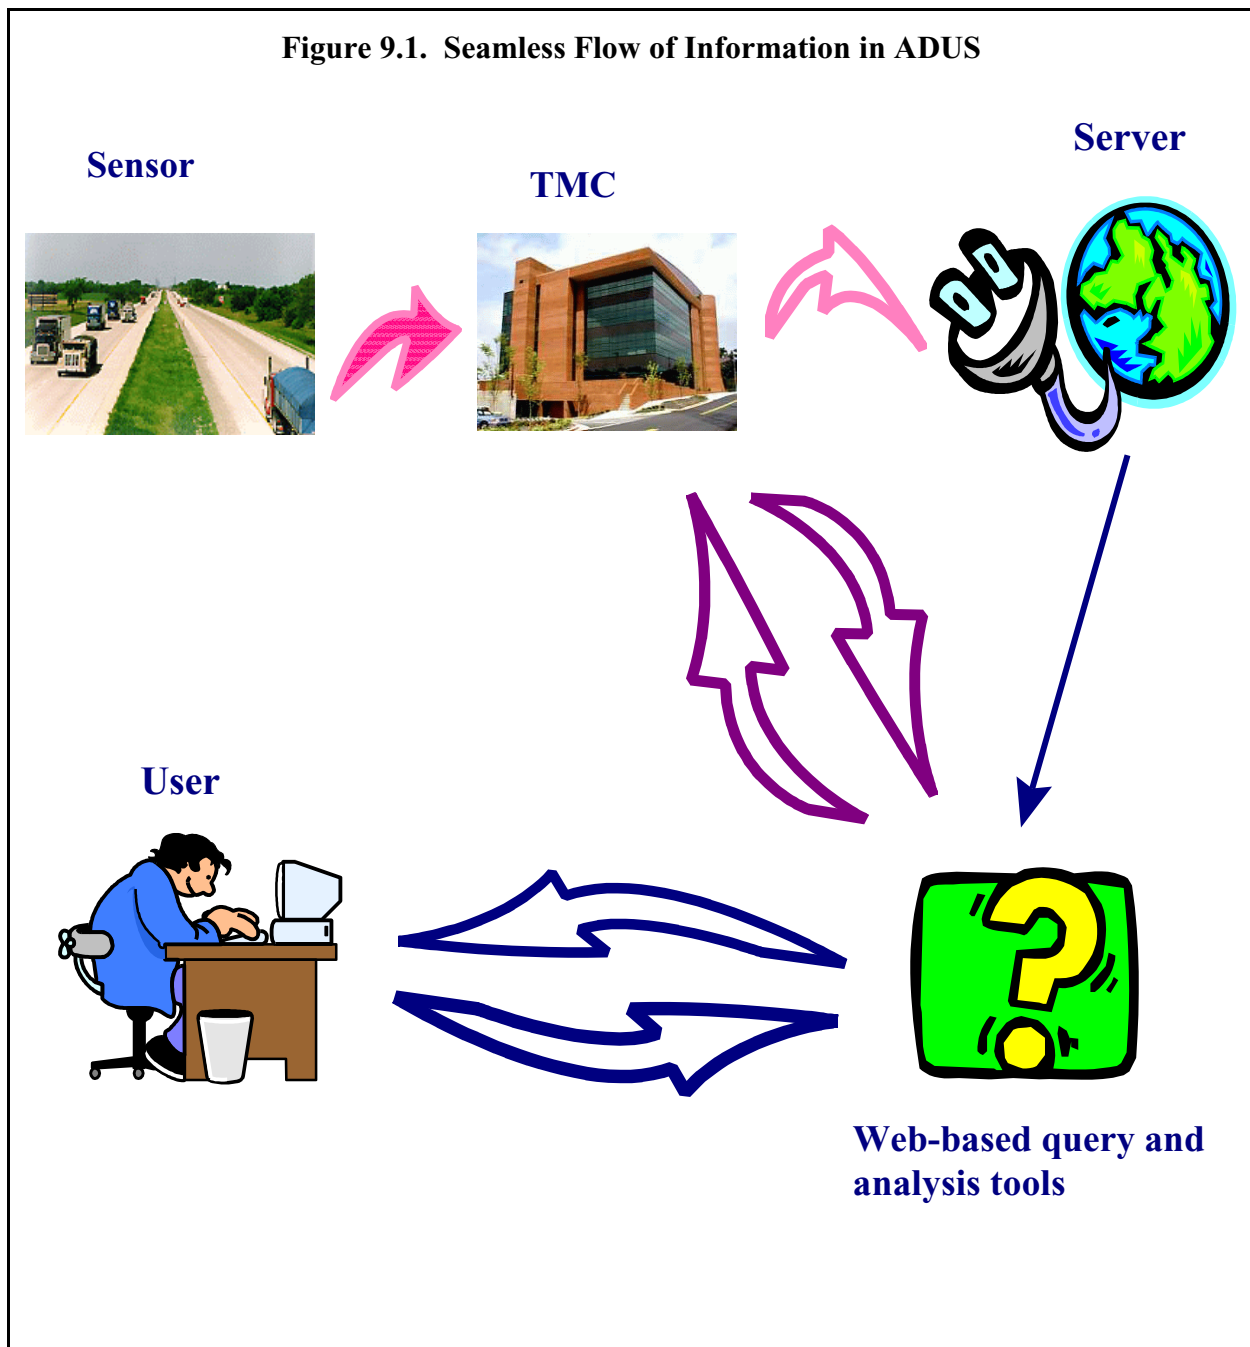 Figure 9.1. Seamless Flow of Information in ADUS
Sensor
TMC
Server
User
Web-based query and
analysis tools